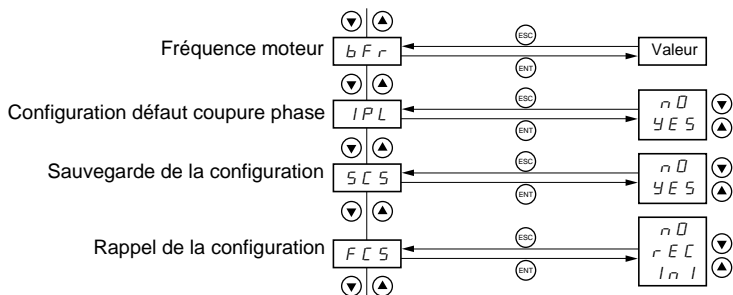 ESC
Fréquence moteur bFr Valeur
ENT
ESC
Configuration défaut coupure phase IPL nO
YES
ENT
ESC
Sauvegarde de la configuration SCS nO
YES
ENT
ESC
nO
Rappel de la configuration FCS rEC
ENT
InI